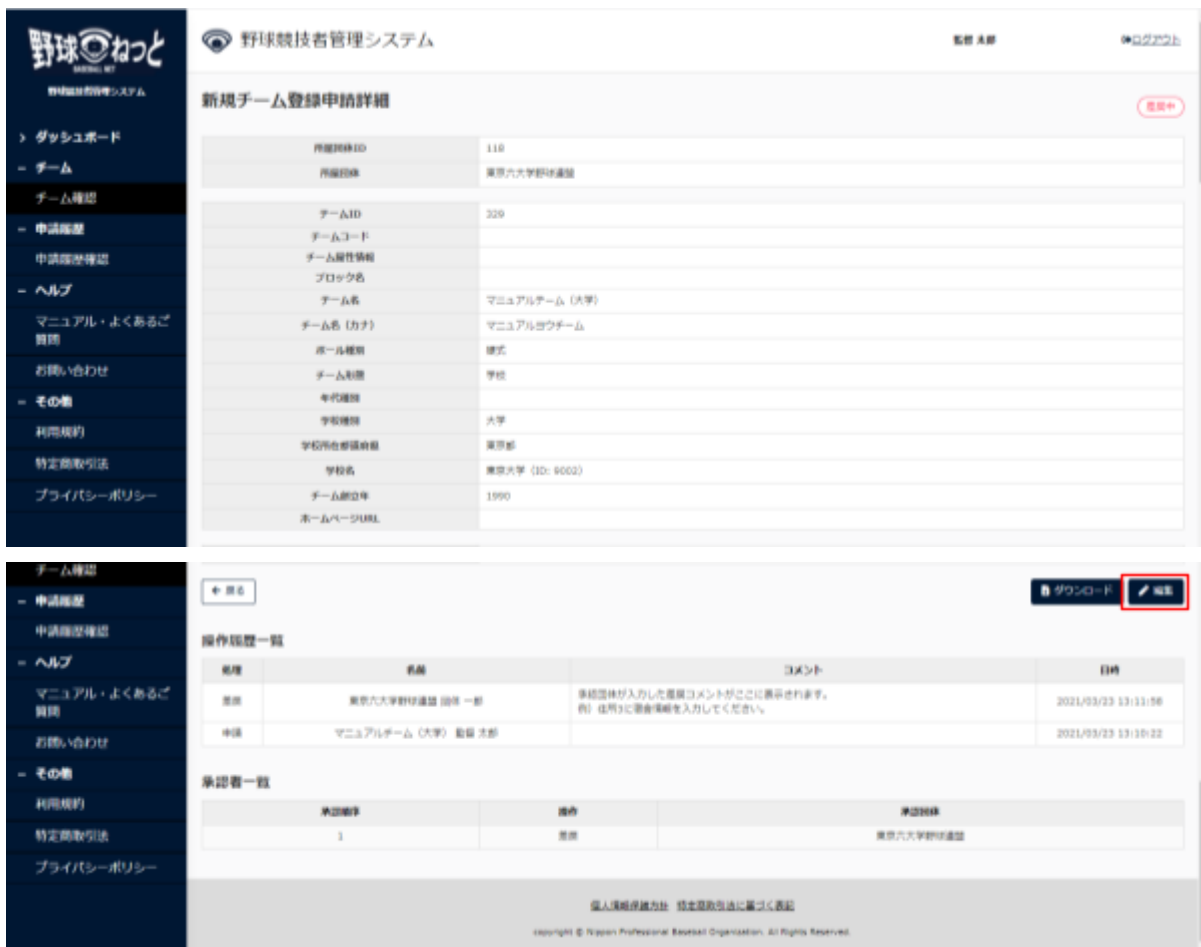 野球ねっと
BASEBALL NET
野球競技者管理システム
野球競技者管理システム
監督 太郎
ログアウト
新規チーム登録申請詳細
差戻中
> ダッシュボード
− チーム
チーム確認
− 申請履歴
申請履歴確認
− ヘルプ
マニュアル・よくあるご
質問
お問い合わせ
− その他
利用規約
特定商取引法
プライバシーポリシー
所属団体ID 118
所属団体 東京六大学野球連盟
チームID 329
チームコード
チーム属性情報
ブロック名
チーム名 マニュアルチーム（大学）
チーム名（カナ） マニュアルヨウチーム
ボール種別 硬式
チーム形態 学校
年代種別
学校種別 大学
学校所在都道府県 東京都
学校名 東京大学（ID: 9002）
チーム創立年 1990
ホームページURL
チーム確認
− 申請履歴
申請履歴確認
− ヘルプ
マニュアル・よくあるご
質問
お問い合わせ
− その他
利用規約
特定商取引法
プライバシーポリシー
戻る
ダウンロード
編集
操作履歴一覧
処理 名前 コメント 日時
差戻 東京六大学野球連盟 団体 一郎 承認団体が入力した差戻コメントがここに表示されます。 2021/03/23 13:11:56
例）住所3に宿舎情報を入力してください。
申請 マニュアルチーム（大学） 監督 太郎 2021/03/23 13:10:22
承認者一覧
承認順序 操作 承認団体
1 差戻 東京六大学野球連盟
個人情報保護方針 特定商取引法に基づく表記
copyright © Nippon Professional Baseball Organization. All Rights Reserved.